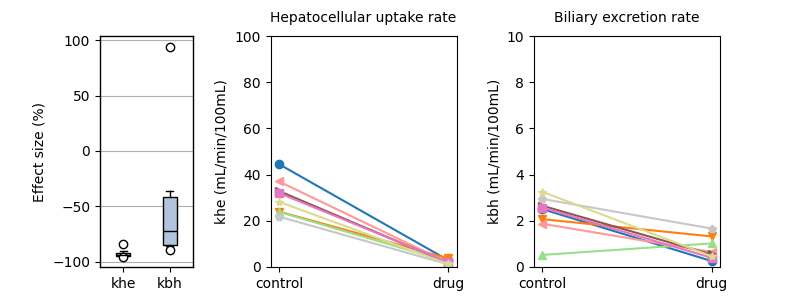 Hepatocellular uptake rate
Biliary excretion rate
Effect size (%)
100
50
0
−50
−100
khe
kbh
khe (mL/min/100mL)
100
80
60
40
20
0
control
drug
kbh (mL/min/100mL)
10
8
6
4
2
0
control
drug